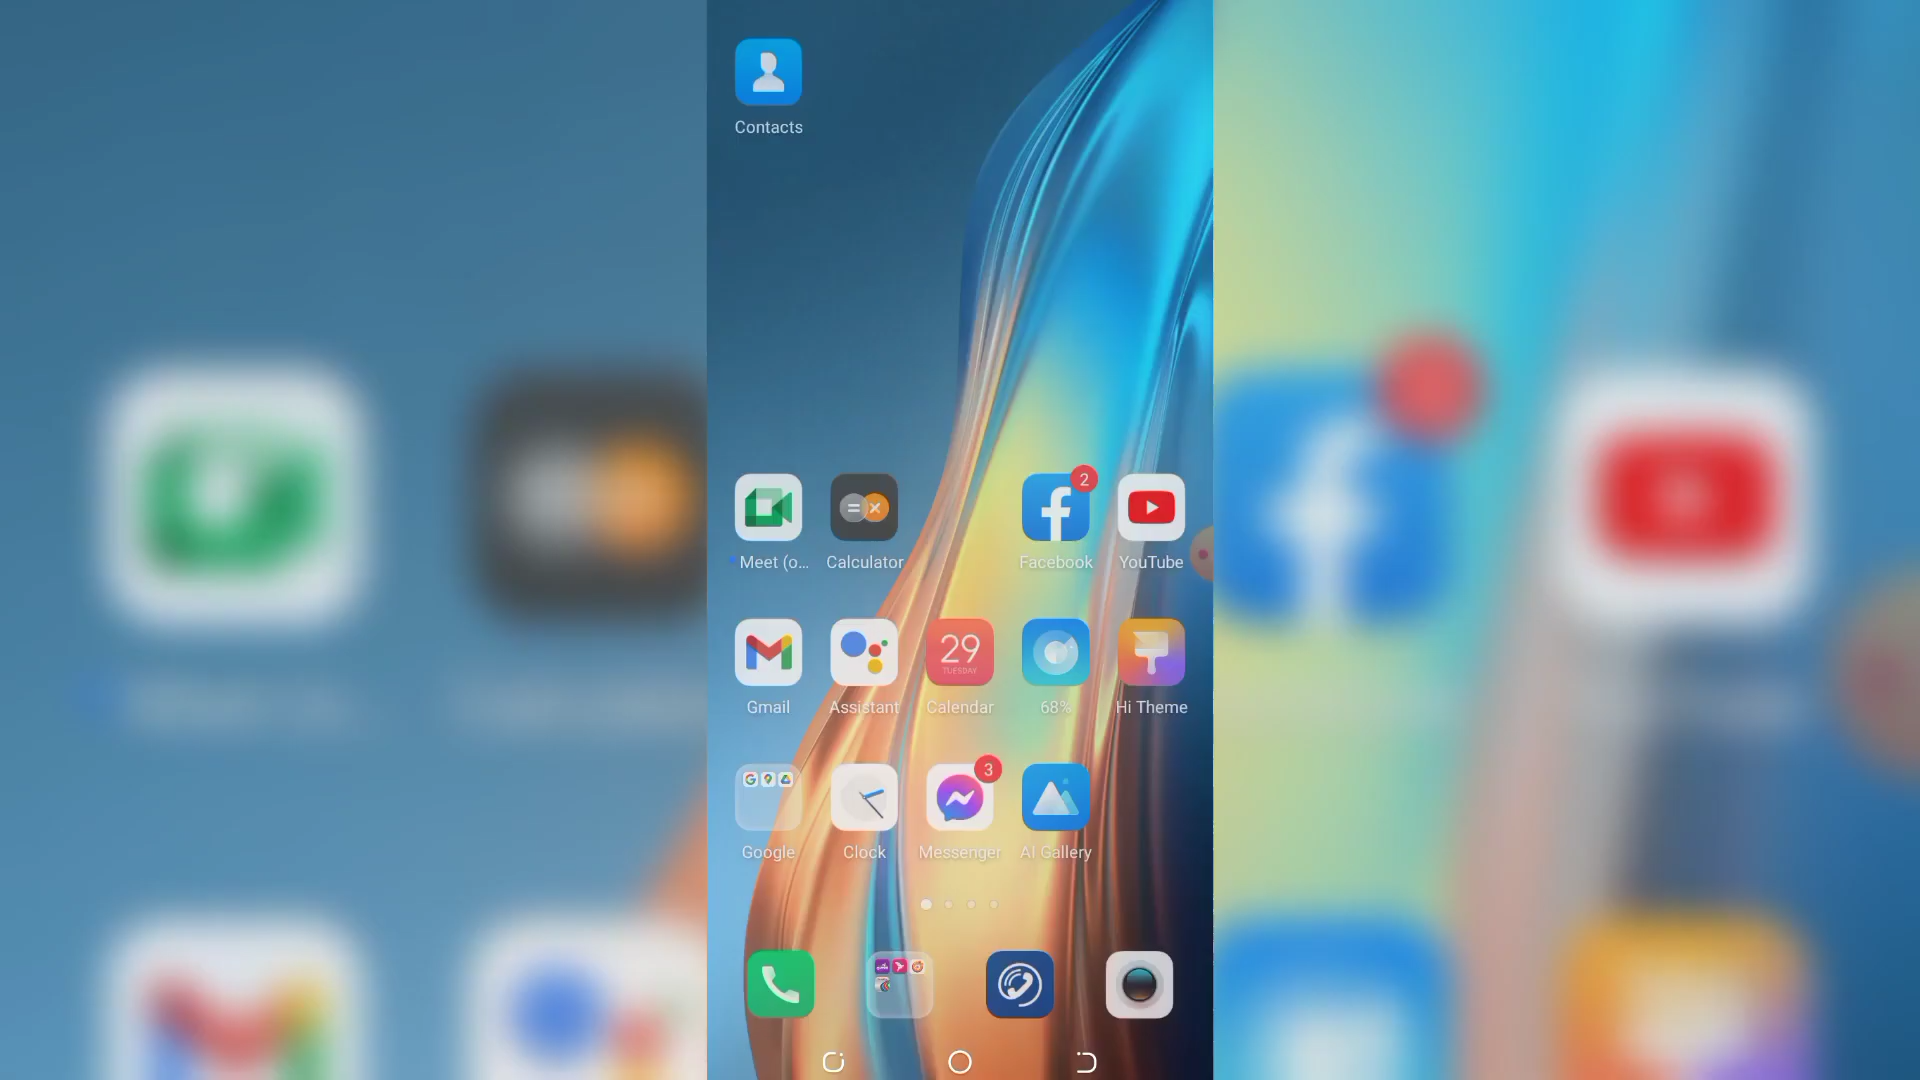 Contacts
2
Meet (o...
Calculator
Facebook
YouTube
29
TUESDAY
Gmail
Assistant
Calendar
68%
Hi Theme
3
Google
Clock
Messenger
AI Gallery